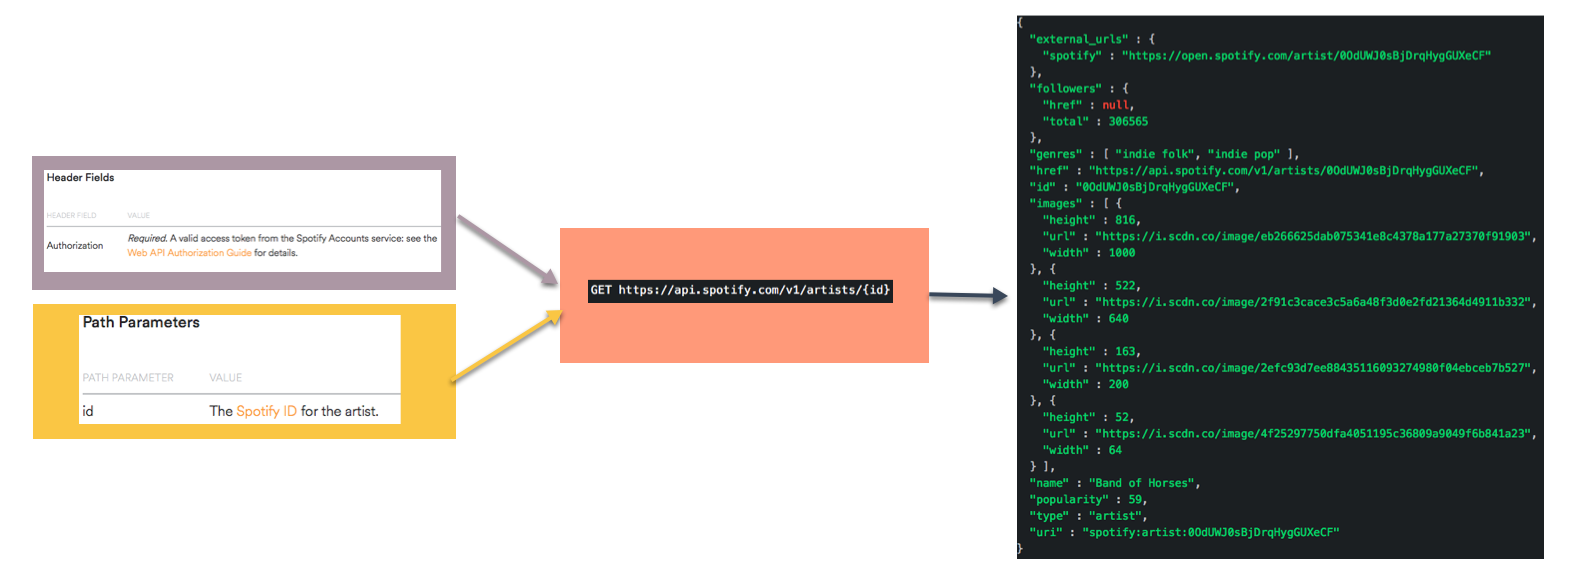 Header Fields
HEADER FIELD VALUE
Authorization Required. A valid access token from the Spotify Accounts service: see the
Web API Authorization Guide for details.
Path Parameters
PATH PARAMETER VALUE
id The Spotify ID for the artist.
GET https://api.spotify.com/v1/artists/{id}
{
"external_urls" : {
"spotify" : "https://open.spotify.com/artist/0OdUWJ0sBjDrqHygGUXeCF"
},
"followers" : {
"href" : null,
"total" : 306565
},
"genres" : [ "indie folk", "indie pop" ],
"href" : "https://api.spotify.com/v1/artists/0OdUWJ0sBjDrqHygGUXeCF",
"id" : "0OdUWJ0sBjDrqHygGUXeCF",
"images" : [ {
"height" : 816,
"url" : "https://i.scdn.co/image/eb266625dab075341e8c4378a177a27370f91903",
"width" : 1000
}, {
"height" : 522,
"url" : "https://i.scdn.co/image/2f91c3cace3c5a6a48f3d0e2fd21364d4911b332",
"width" : 640
}, {
"height" : 163,
"url" : "https://i.scdn.co/image/2efc93d7ee88435116093274980f04ebceb7b527",
"width" : 200
}, {
"height" : 52,
"url" : "https://i.scdn.co/image/4f25297750dfa4051195c36809a9049f6b841a23",
"width" : 64
} ],
"name" : "Band of Horses",
"popularity" : 59,
"type" : "artist",
"uri" : "spotify:artist:0OdUWJ0sBjDrqHygGUXeCF"
}